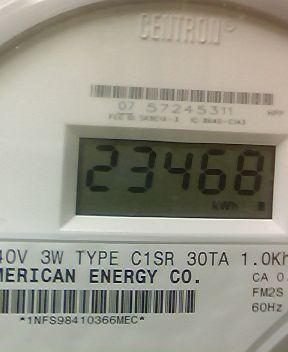 CENTRON®
07 57245311
23468
kWh
40V 3W TYPE C1SR 30TA 1.0Kh
MERICAN ENERGY CO.
CA 0.
FM2S
60Hz
*1NFS98410366MEC*